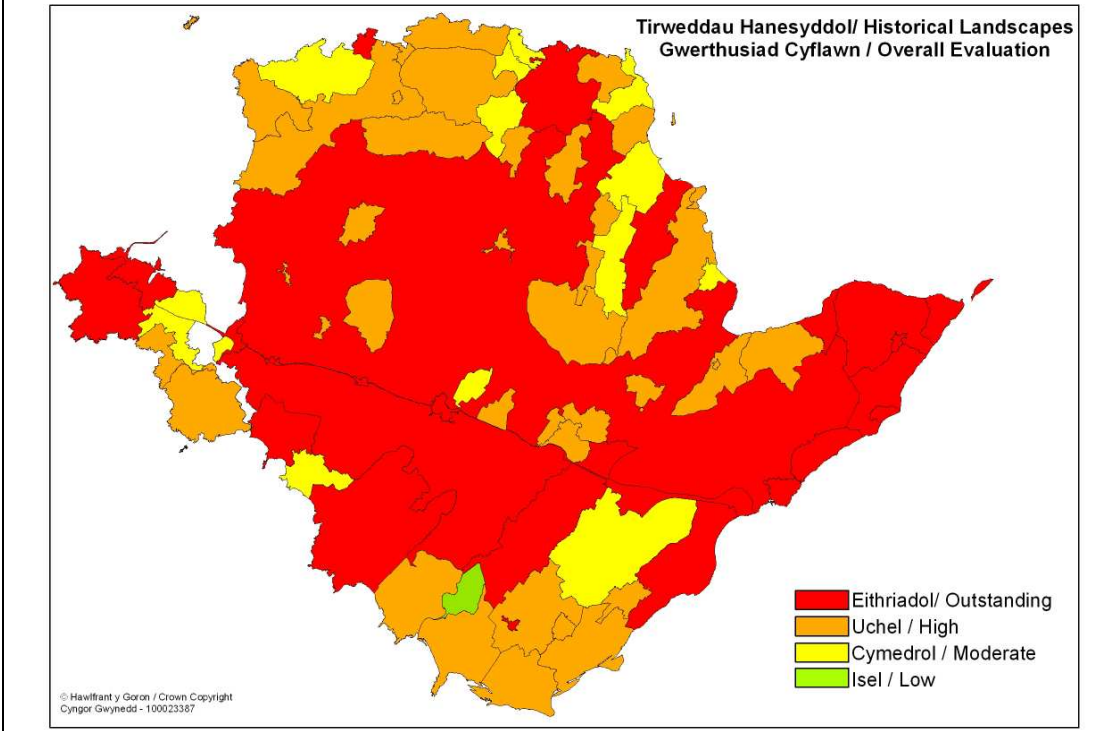 Tirweddau Hanesyddol/ Historical Landscapes
Gwerthusiad Cyflawn / Overall Evaluation
Eithriadol/ Outstanding
Uchel / High
Cymedrol / Moderate
Isel / Low
© Hawlfrant y Goron / Crown Copyright
Cyngor Gwynedd - 100023387